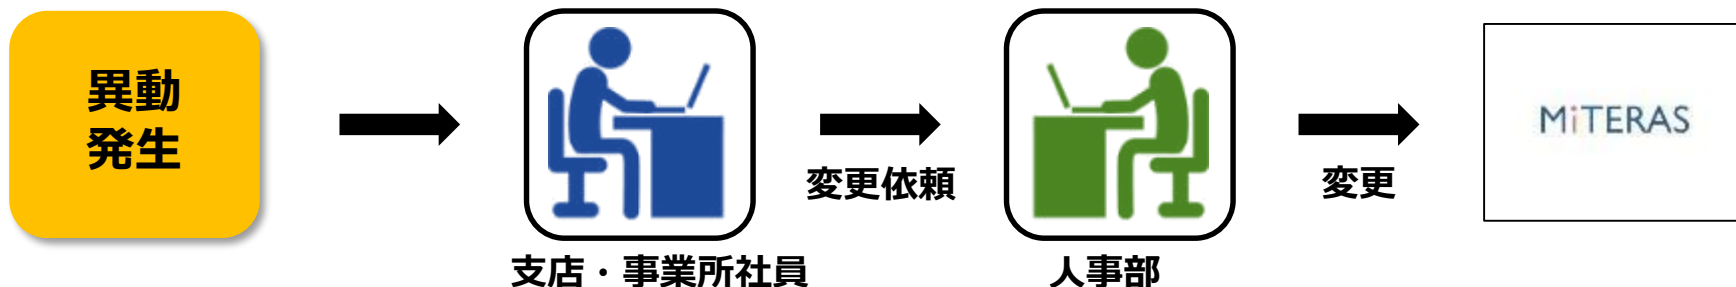 異動
発生
変更依頼
変更
MiTERAS
支店・事業所社員
人事部